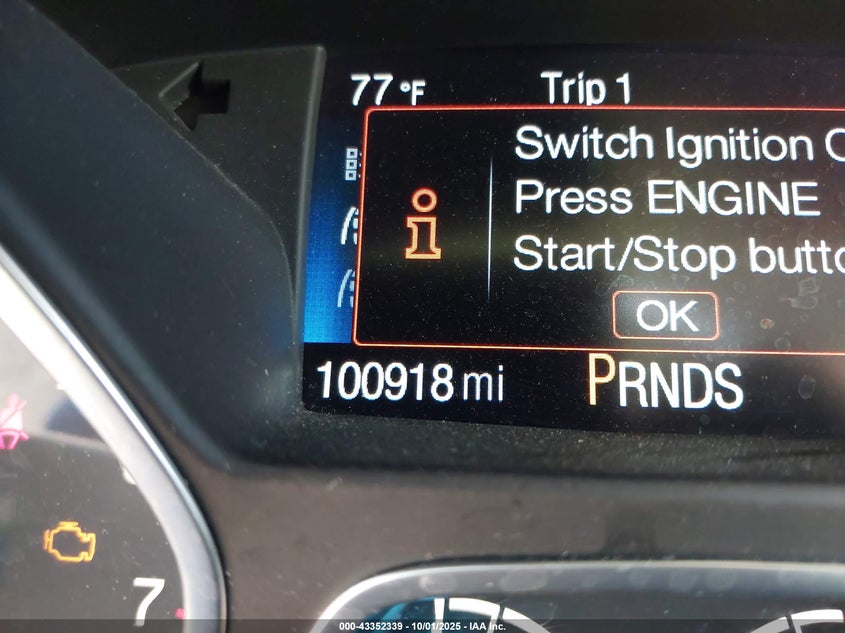 77 °F Trip 1
Switch Ignition
Press ENGINE
Start/Stop
OK
100918 mi PRNDS
7
000-43352339 - 10/01/2025 - IAA Inc.